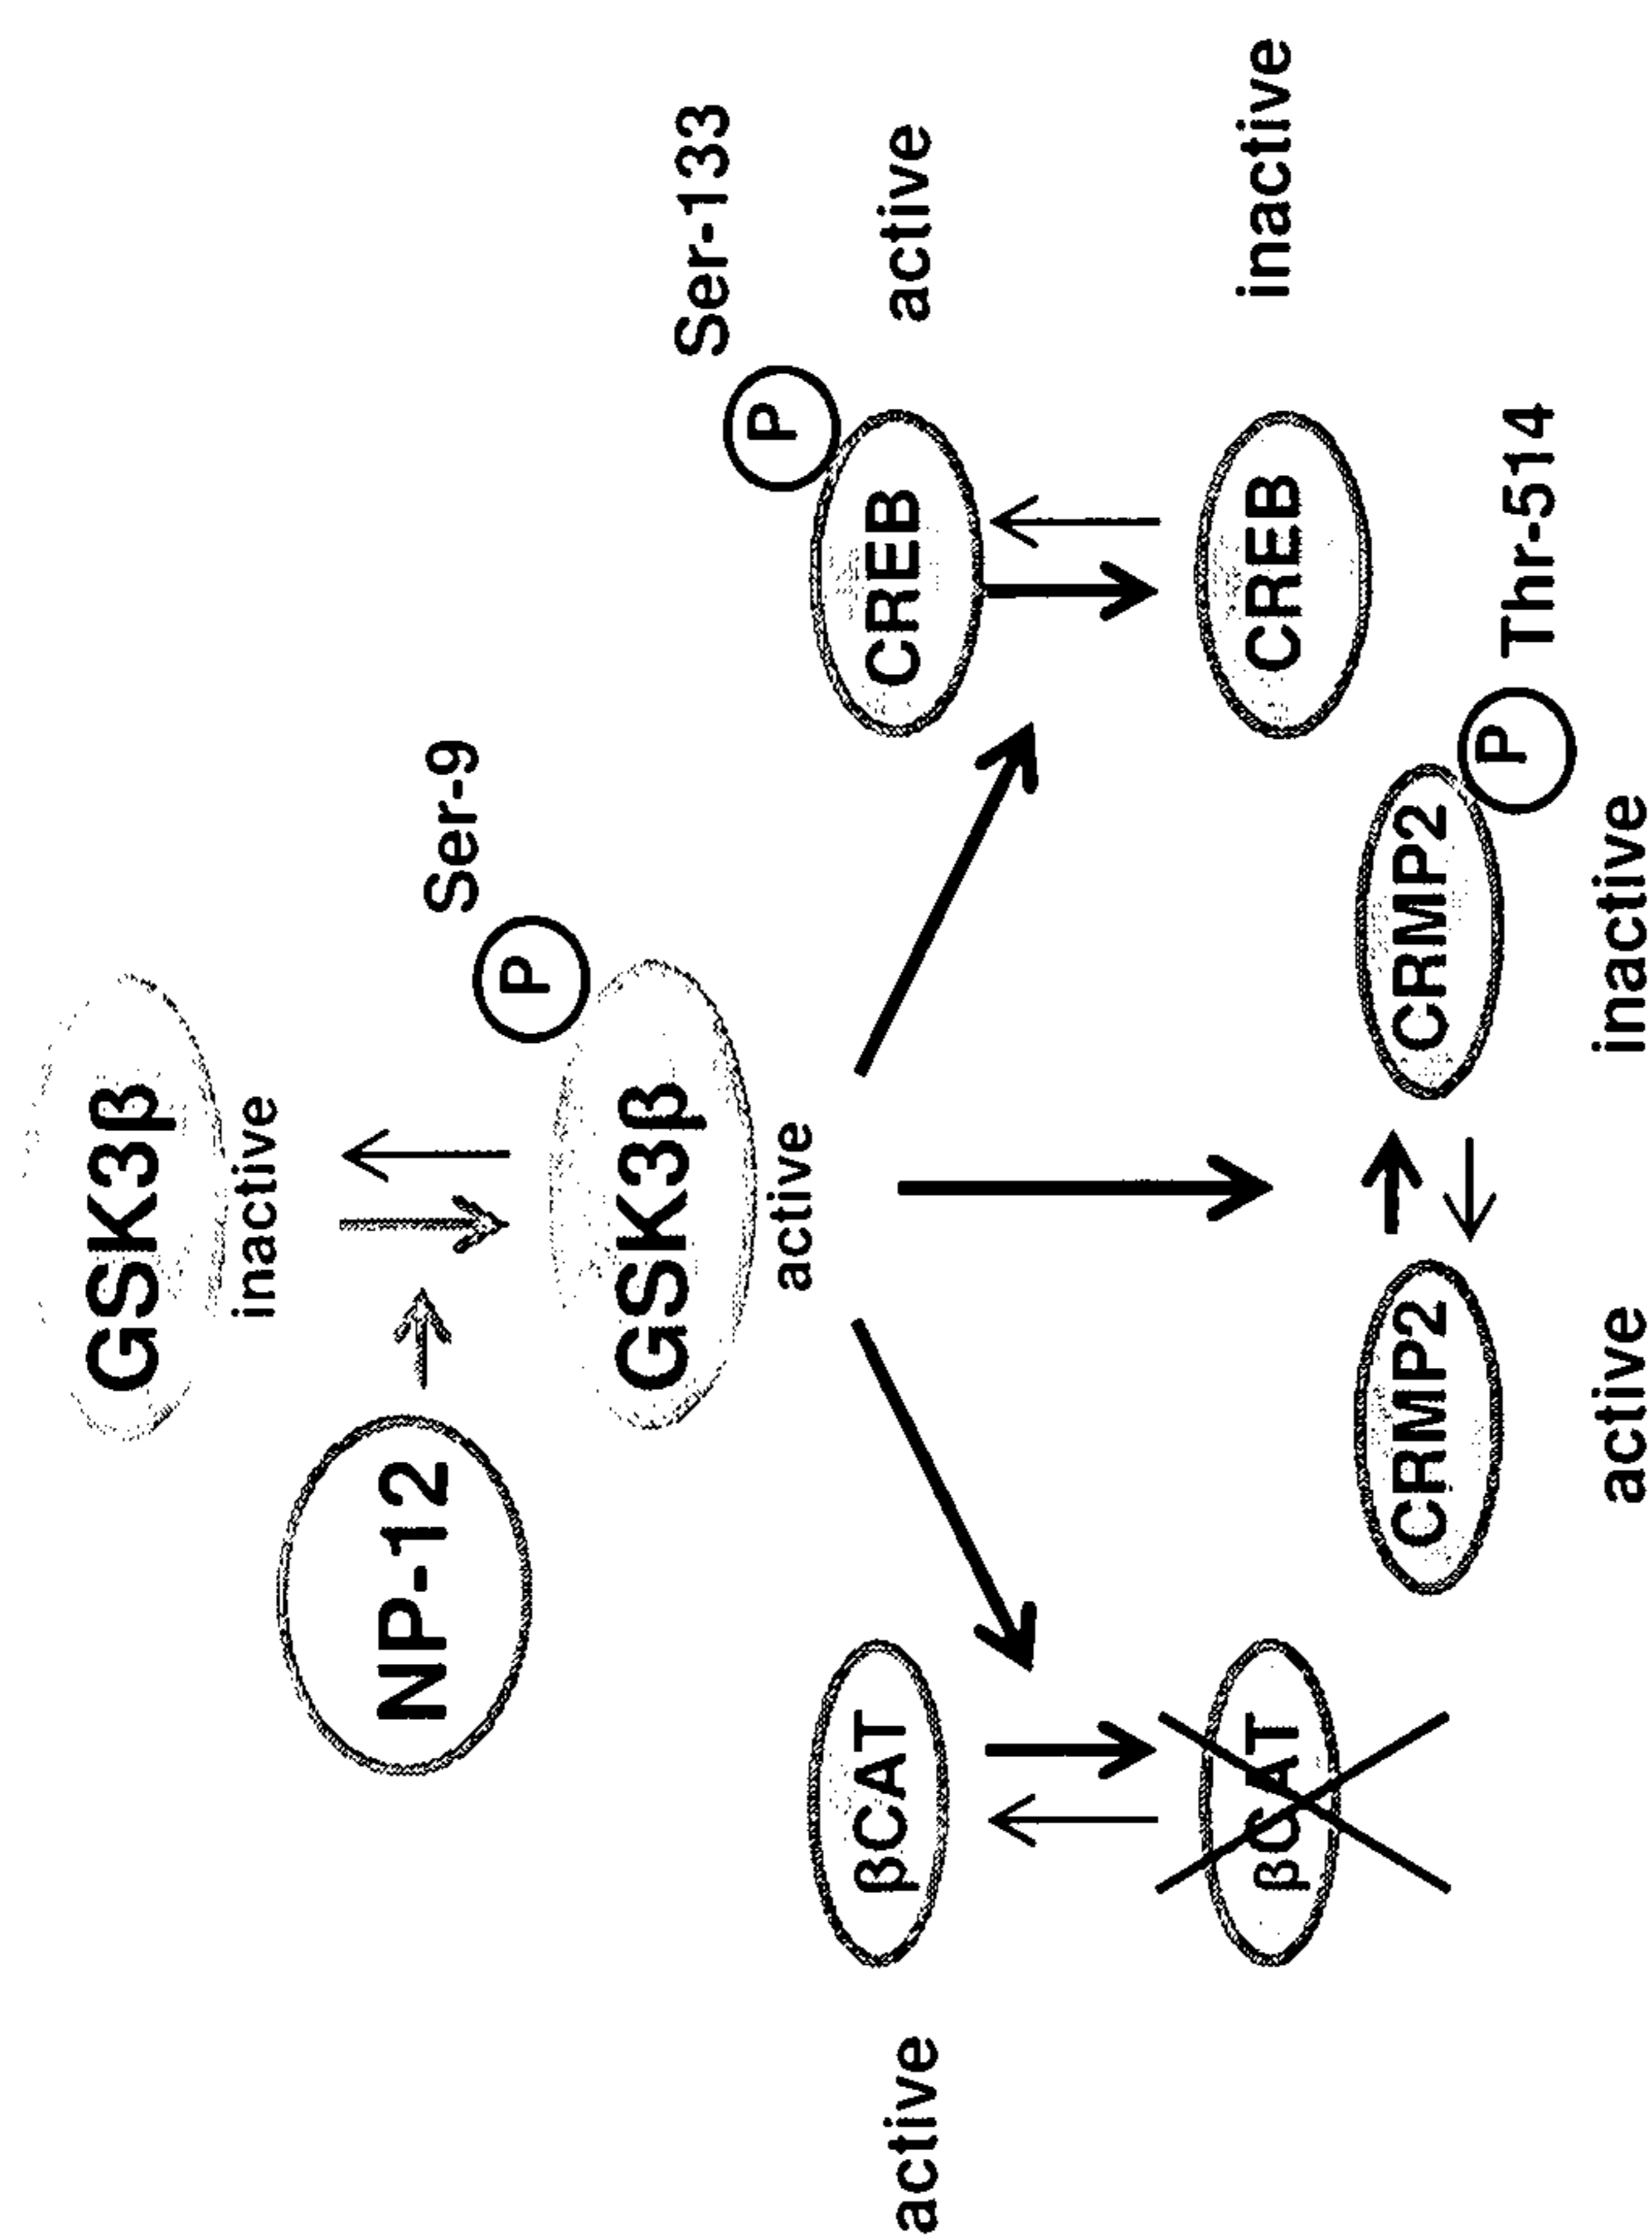 GSK3β
inactive
NP-12
Ser-9
P
GSK3β
active
Ser-133
P
active βCAT CREB active
βCAT CREB inactive
CRMP2 CRMP2
P Thr-514
active inactive